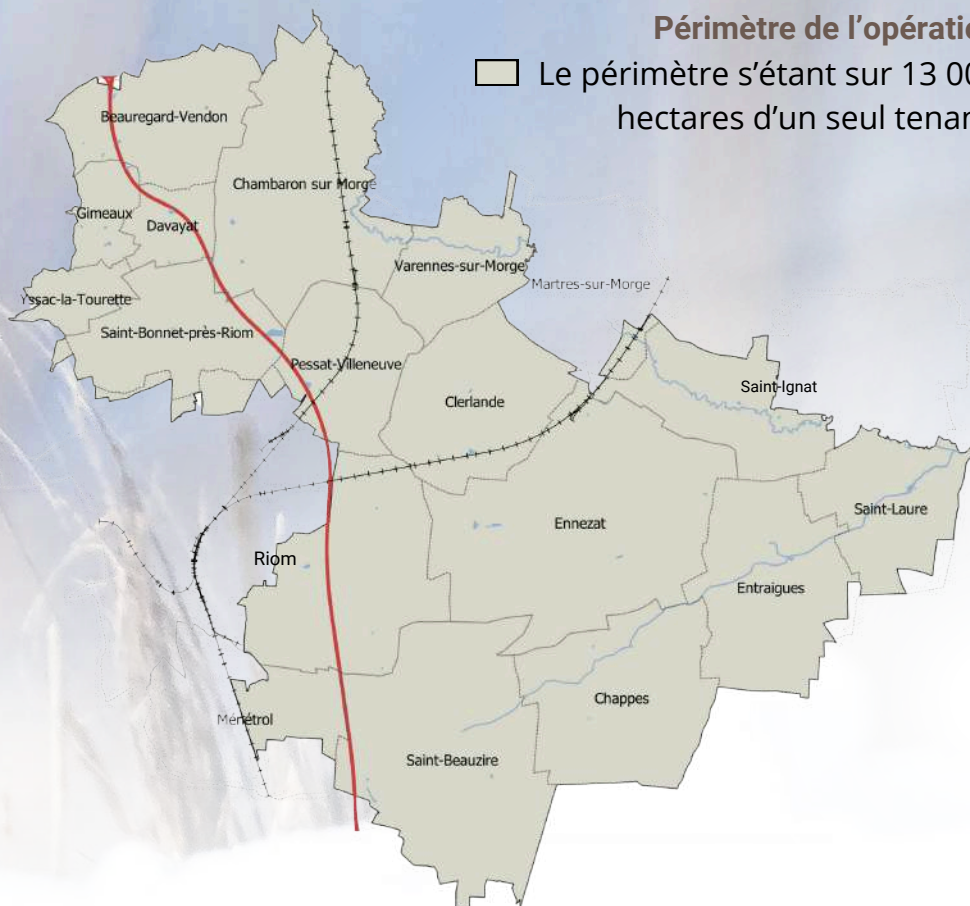 Périmètre de l’opératio
Le périmètre s’étant sur 13 00
hectares d’un seul tenan
Beauregard-Vendon
Chambaron sur Morge
Gimeaux
Davayat
Varennes-sur-Morge
Martres-sur-Morge
Yssac-la-Tourette
Saint-Bonnet-près-Riom
Pessat-Villeneuve
Saint-Ignat
Clerlande
Saint-Laure
Ennezat
Riom
Entraigues
Chappes
Ménétrol
Saint-Beauzire